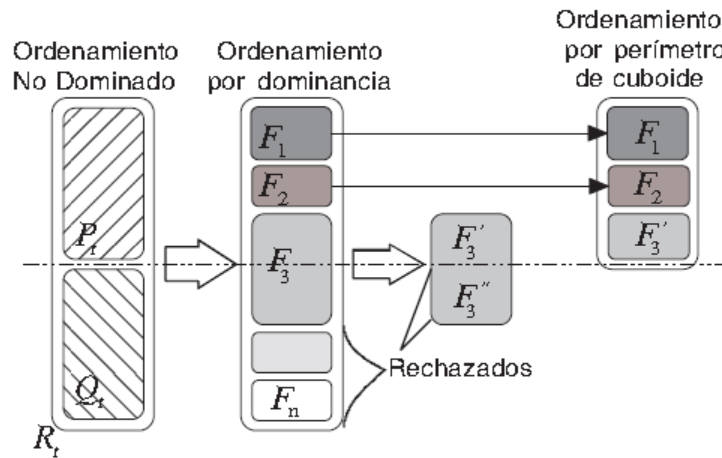 Ordenamiento
No Dominado
Ordenamiento
por dominancia
Ordenamiento
por perímetro
de cuboide
F₁
F₁
F₂
F₂
Pₜ
F₃
F₃′
F₃′
F₃″
Qₜ
Rechazados
Fₙ
Rₜ